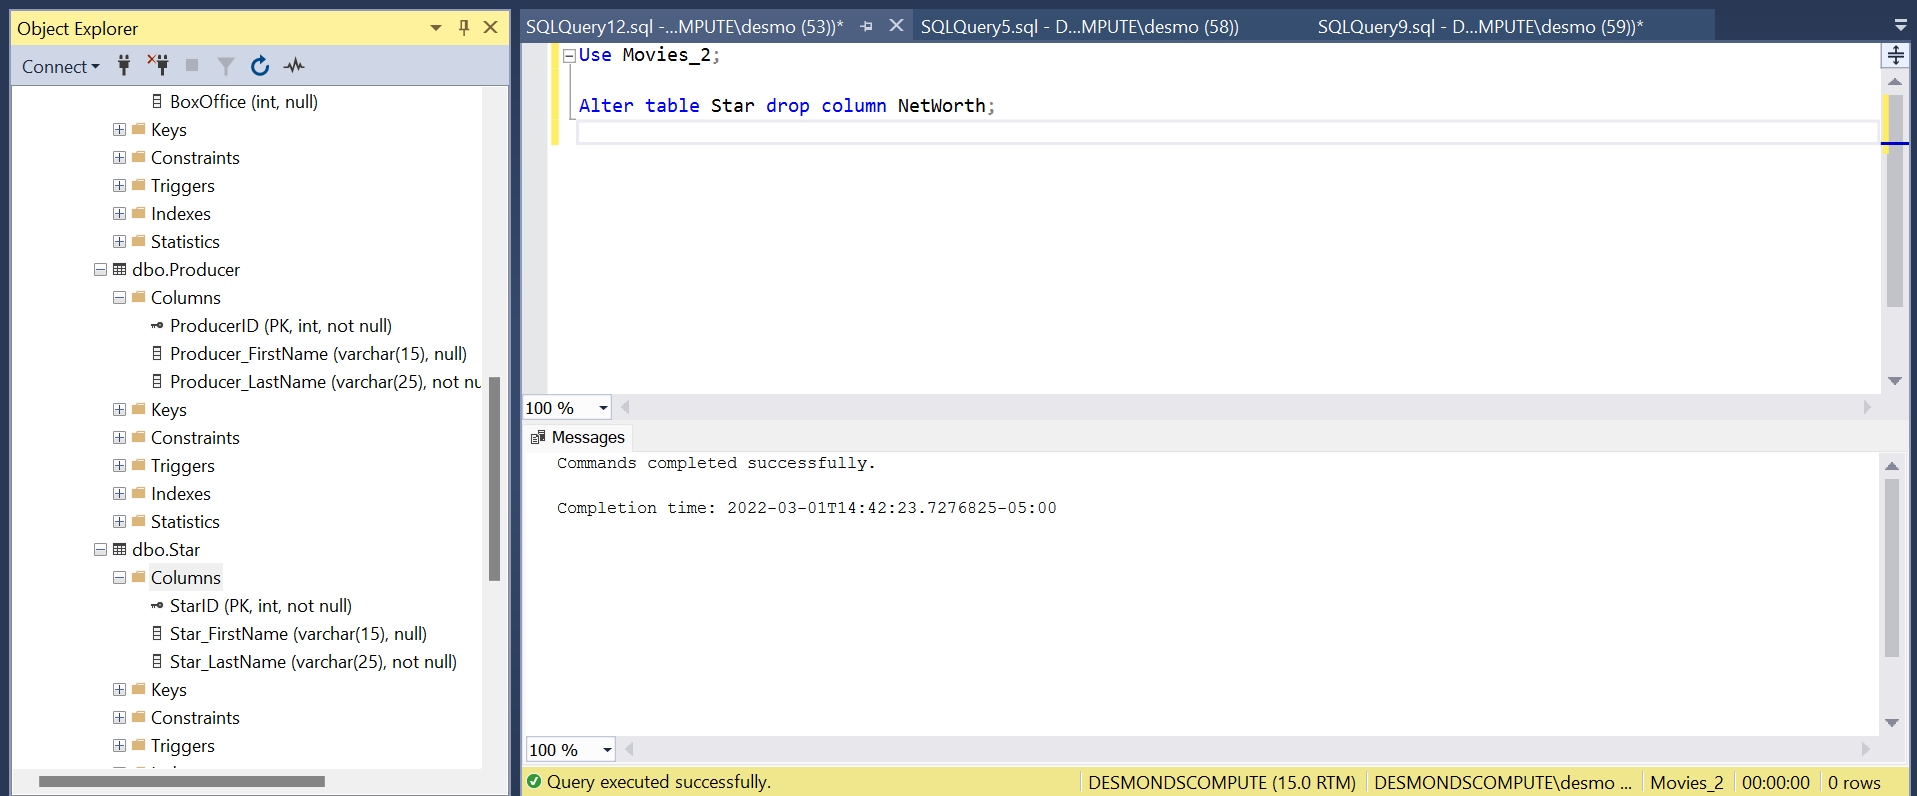 Object Explorer
Connect
BoxOffice (int, null)
Keys
Constraints
Triggers
Indexes
Statistics
dbo.Producer
Columns
ProducerID (PK, int, not null)
Producer_FirstName (varchar(15), null)
Producer_LastName (varchar(25), not nu
Keys
Constraints
Triggers
Indexes
Statistics
dbo.Star
Columns
StarID (PK, int, not null)
Star_FirstName (varchar(15), null)
Star_LastName (varchar(25), not null)
Keys
Constraints
Triggers
SQLQuery12.sql -...MPUTE\desmo (53))* SQLQuery5.sql - D...MPUTE\desmo (58)) SQLQuery9.sql - D...MPUTE\desmo (59))*
Use Movies_2;
Alter table Star drop column NetWorth;
100 %
Messages
Commands completed successfully.
Completion time: 2022-03-01T14:42:23.7276825-05:00
100 %
Query executed successfully. DESMONDSCOMPUTE (15.0 RTM) DESMONDSCOMPUTE\desmo ... Movies_2 00:00:00 0 rows